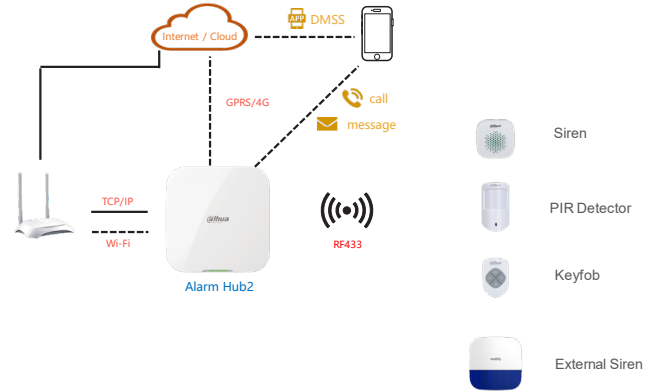 APP DMSS
Internet / Cloud
GPRS/4G
call
message
Siren
PIR Detector
TCP/IP
alhua
Wi-Fi
RF433
Keyfob
Alarm Hub2
External Siren